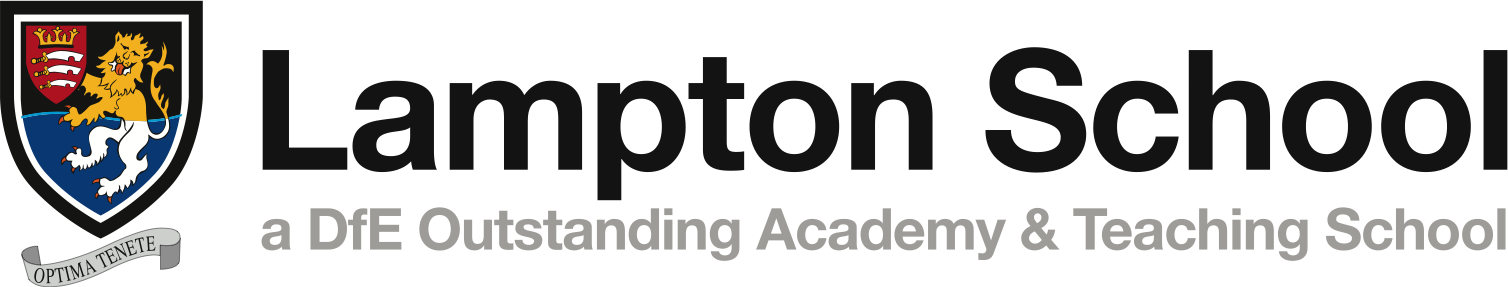 Lampton School
a DfE Outstanding Academy & Teaching School
OPTIMA TENETE